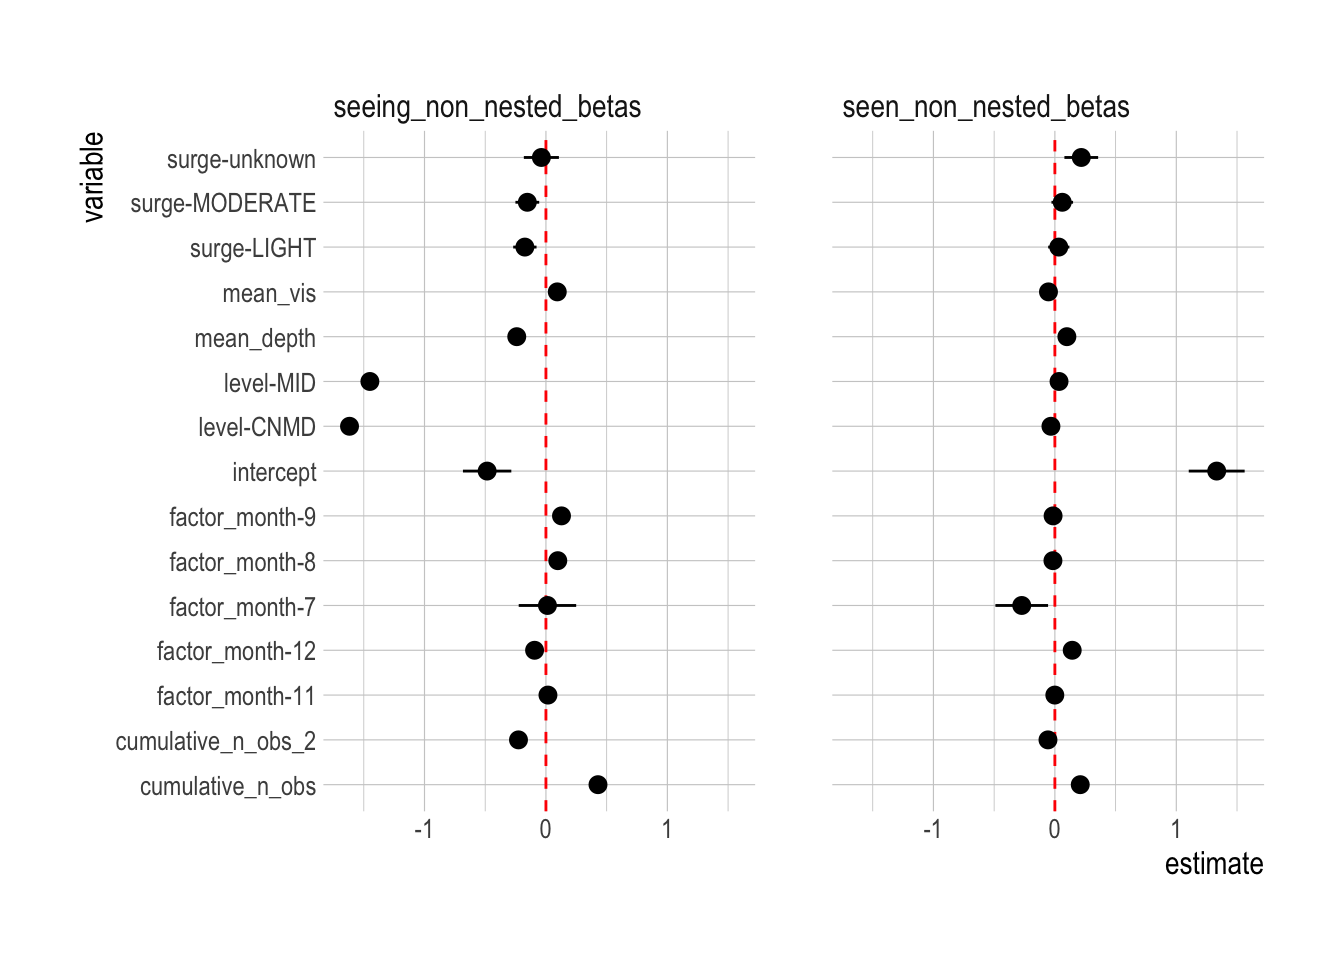 seeing_non_nested_betas
seen_non_nested_betas
variable
surge-unknown
surge-MODERATE
surge-LIGHT
mean_vis
mean_depth
level-MID
level-CNMD
intercept
factor_month-9
factor_month-8
factor_month-7
factor_month-12
factor_month-11
cumulative_n_obs_2
cumulative_n_obs
-1 0 1
-1 0 1
estimate